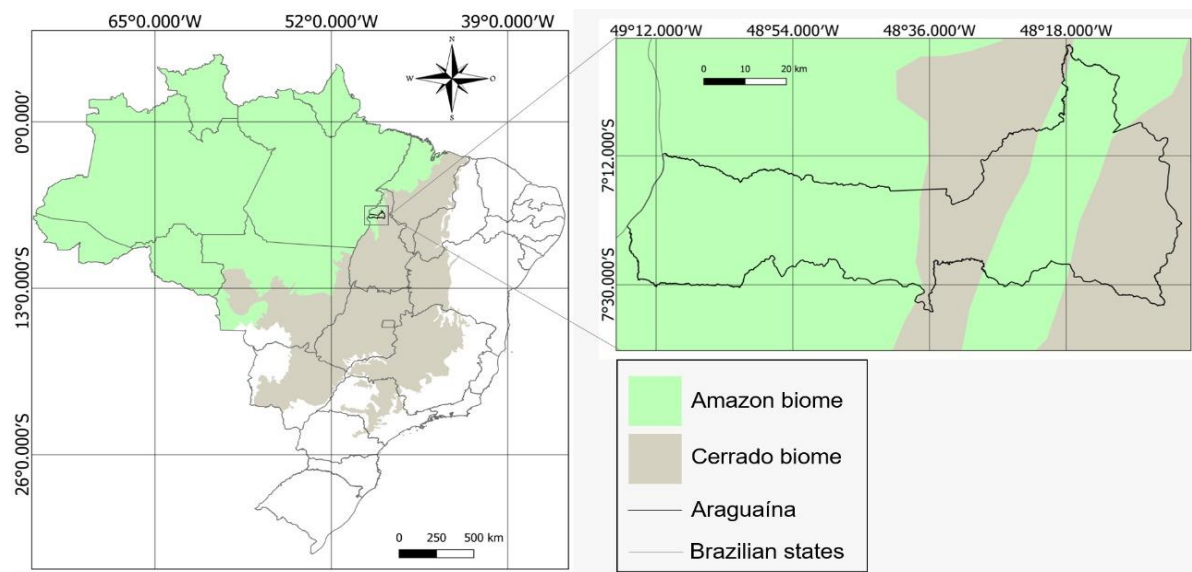 65°0.000'W 52°0.000'W 39°0.000'W
N
W O
S
0°0.000'
13°0.000'S
26°0.000'S
0 250 500 km
49°12.000'W 48°54.000'W 48°36.000'W 48°18.000'W
0 10 20 km
7°12.000'S
7°30.000'S
Amazon biome
Cerrado biome
Araguaína
Brazilian states